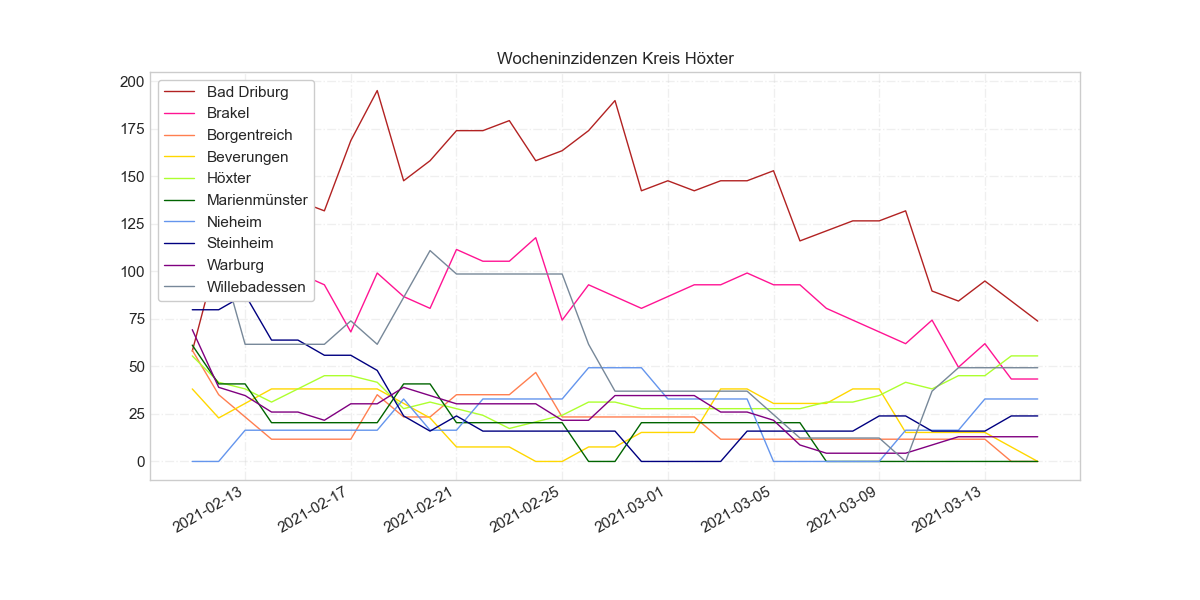 Wocheninzidenzen Kreis Höxter
200
175
150
125
100
75
50
25
0
Bad Driburg
Brakel
Borgentreich
Beverungen
Höxter
Marienmünster
Nieheim
Steinheim
Warburg
Willebadessen
2021-02-13
2021-02-17
2021-02-21
2021-02-25
2021-03-01
2021-03-05
2021-03-09
2021-03-13